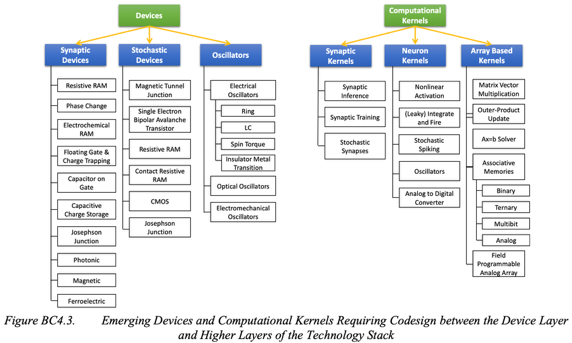 Devices
Synaptic
Devices
Stochastic
Devices
Oscillators
Resistive RAM
Phase Change
Electrochemical
RAM
Floating Gate &
Charge Trapping
Capacitor on
Gate
Capacitive
Charge Storage
Josephson
Junction
Photonic
Magnetic
Ferroelectric
Magnetic Tunnel
Junction
Single Electron
Bipolar Avalanche
Transistor
Resistive RAM
Contact Resistive
RAM
CMOS
Josephson
Junction
Electrical
Oscillators
Ring
LC
Spin Torque
Insulator Metal
Transition
Optical Oscillators
Electromechanical
Oscillators
Computational
Kernels
Synaptic
Kernels
Neuron
Kernels
Array Based
Kernels
Synaptic
Inference
Synaptic Training
Stochastic
Synapses
Nonlinear
Activation
(Leaky) Integrate
and Fire
Stochastic
Spiking
Oscillators
Analog to Digital
Converter
Matrix Vector
Multiplication
Outer-Product
Update
Ax=b Solver
Associative
Memories
Binary
Ternary
Multibit
Analog
Field
Programmable
Analog Array
Figure BC4.3. Emerging Devices and Computational Kernels Requiring Codesign between the Device Layer
and Higher Layers of the Technology Stack